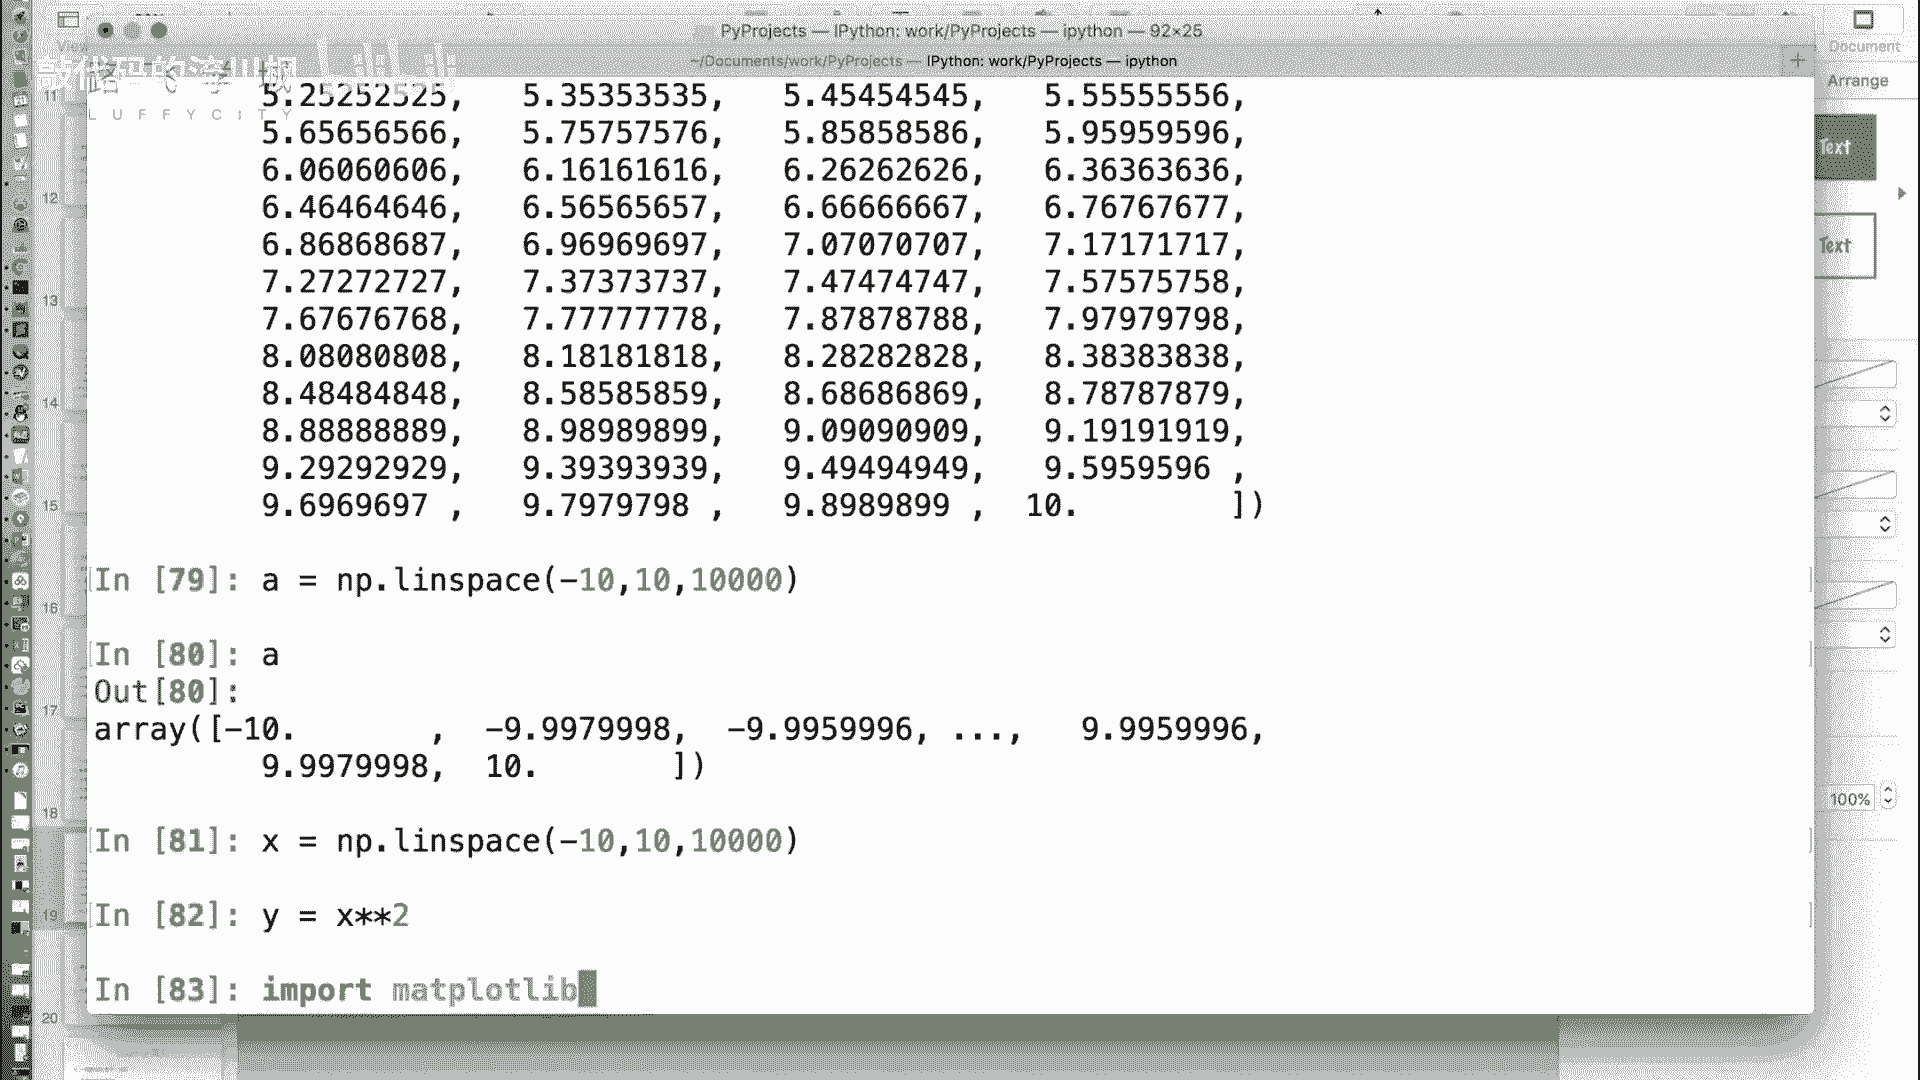 PyProjects — IPython: work/PyProjects — ipython — 92×25
~/Documents/work/PyProjects — IPython: work/PyProjects — ipython
Document
Arrange
LUFFYCITY
5.25252525, 5.35353535, 5.45454545, 5.55555556,
5.65656566, 5.75757576, 5.85858586, 5.95959596,
6.06060606, 6.16161616, 6.26262626, 6.36363636,
6.46464646, 6.56565657, 6.66666667, 6.76767677,
6.86868687, 6.96969697, 7.07070707, 7.17171717,
7.27272727, 7.37373737, 7.47474747, 7.57575758,
7.67676768, 7.77777778, 7.87878788, 7.97979798,
8.08080808, 8.18181818, 8.28282828, 8.38383838,
8.48484848, 8.58585859, 8.68686869, 8.78787879,
8.88888889, 8.98989899, 9.09090909, 9.19191919,
9.29292929, 9.39393939, 9.49494949, 9.5959596 ,
9.6969697 , 9.7979798 , 9.8989899 , 10. ])
In [79]: a = np.linspace(-10,10,10000)
In [80]: a
Out[80]:
array([-10. , -9.9979998, -9.9959996, ..., 9.9959996,
9.9979998, 10. ])
In [81]: x = np.linspace(-10,10,10000)
In [82]: y = x**2
In [83]: import matplotlib
11
12
13
14
15
16
17
18
19
20
Text
Text
100%